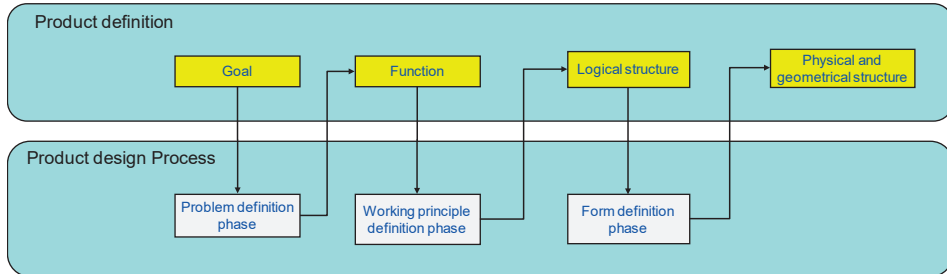 Product definition
Goal
Function
Logical structure
Physical and
geometrical structure
Product design Process
Problem definition
phase
Working principle
definition phase
Form definition
phase